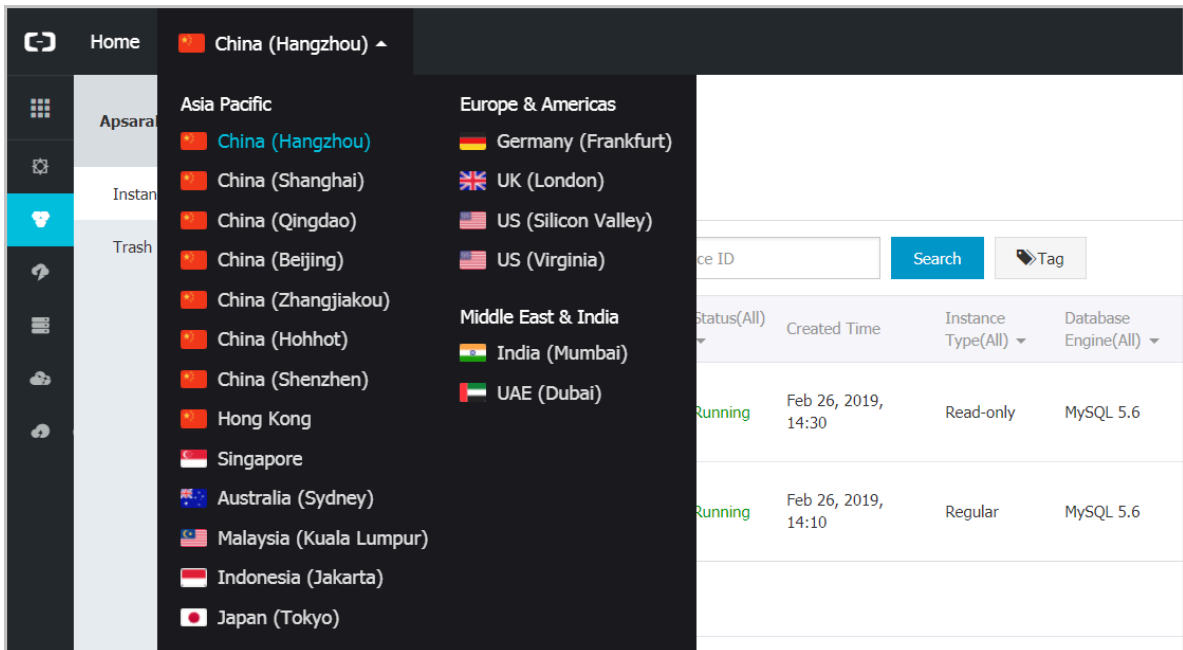 Home
China (Hangzhou)
Asia Pacific
China (Hangzhou)
China (Shanghai)
China (Qingdao)
China (Beijing)
China (Zhangjiakou)
China (Hohhot)
China (Shenzhen)
Hong Kong
Singapore
Australia (Sydney)
Malaysia (Kuala Lumpur)
Indonesia (Jakarta)
Japan (Tokyo)
Europe & Americas
Germany (Frankfurt)
UK (London)
US (Silicon Valley)
US (Virginia)
Middle East & India
India (Mumbai)
UAE (Dubai)
Apsara
Instan
Trash
ce ID
Search
Tag
Status(All)
Created Time
Instance
Type(All)
Database
Engine(All)
Running
Feb 26, 2019,
14:30
Read-only
MySQL 5.6
Running
Feb 26, 2019,
14:10
Regular
MySQL 5.6